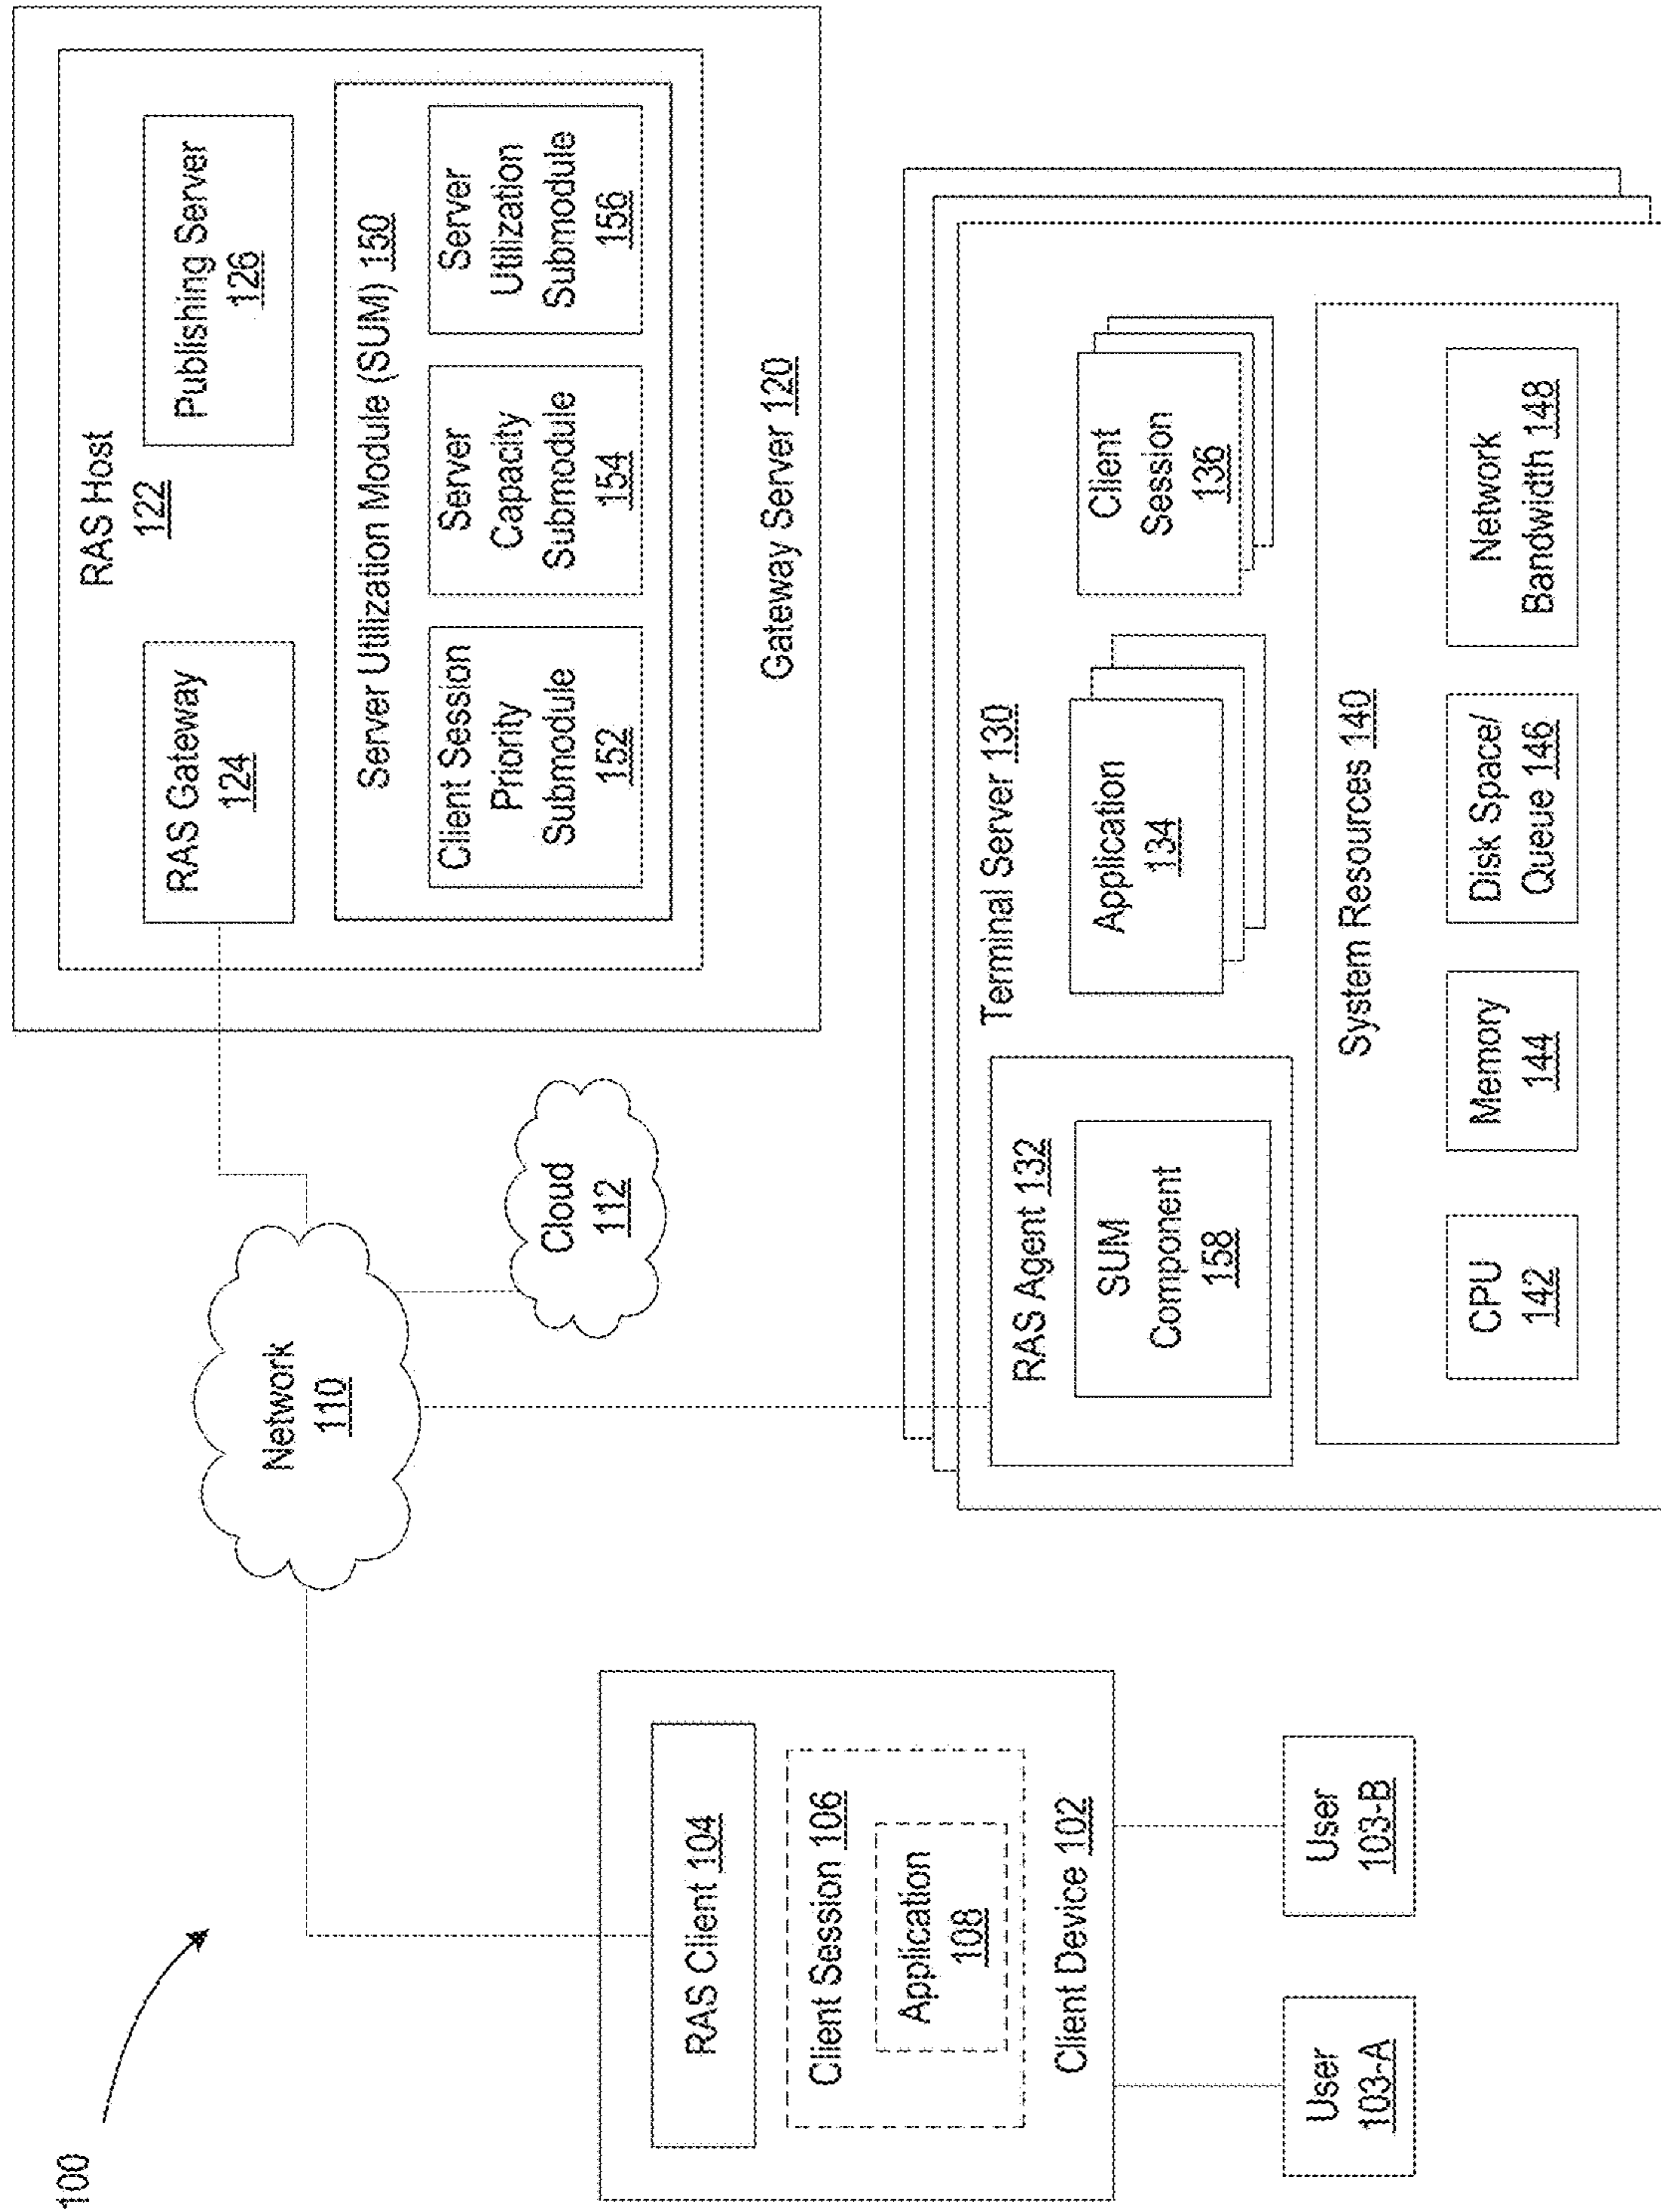 100
RAS Client 104
Client Session 106
Application
108
Client Device 102
User
103-A
User
103-B
Network
110
Cloud
112
RAS Host
122
RAS Gateway
124
Publishing Server
126
Server Utilization Module (SUM) 150
Client Session
Priority
Submodule
152
Server
Capacity
Submodule
154
Server
Utilization
Submodule
156
Gateway Server 120
Terminal Server 130
RAS Agent 132
SUM
Component
158
Application
134
Client
Session
136
System Resources 140
CPU
142
Memory
144
Disk Space/
Queue 146
Network
Bandwidth 148